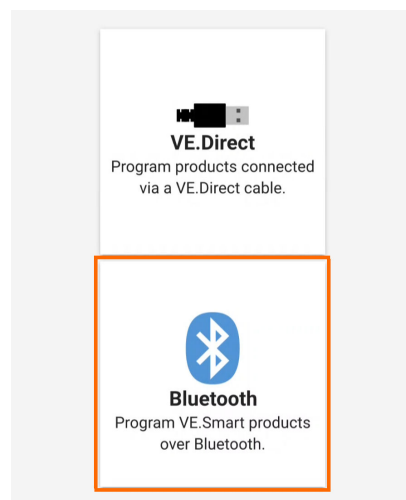 VE.Direct
Program products connected
via a VE.Direct cable.
Bluetooth
Program VE.Smart products
over Bluetooth.